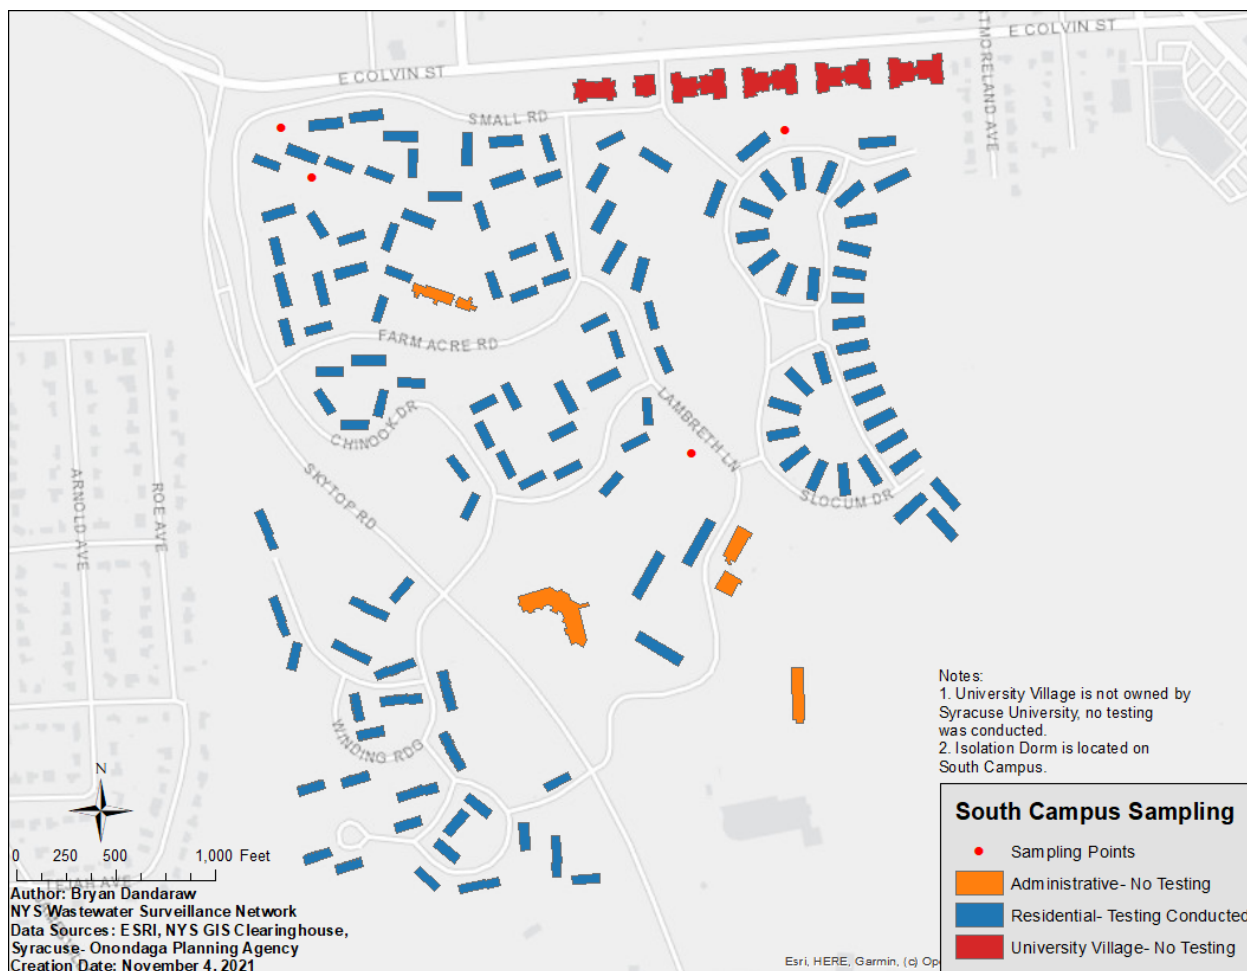 E COLVIN ST
E COLVIN ST
SMALL RD
TMORELAND AVE
FARM ACRE RD
CHINOOK DR
LAMBRETH LN
SKYTOP RD
SLOCUM DR
ARNOLD AVE
ROE AVE
WINDING RDG
N
0 250 500 1,000 Feet
TEJAH AVE
Author: Bryan Dandaraw
NYS Wastewater Surveillance Network
Data Sources: ESRI, NYS GIS Clearinghouse,
Syracuse- Onondaga Planning Agency
Creation Date: November 4, 2021
Notes:
1. University Village is not owned by
Syracuse University, no testing
was conducted.
2. Isolation Dorm is located on
South Campus.
South Campus Sampling
Sampling Points
Administrative- No Testing
Residential- Testing Conducted
University Village- No Testing
Esri, HERE, Garmin, (c) Op